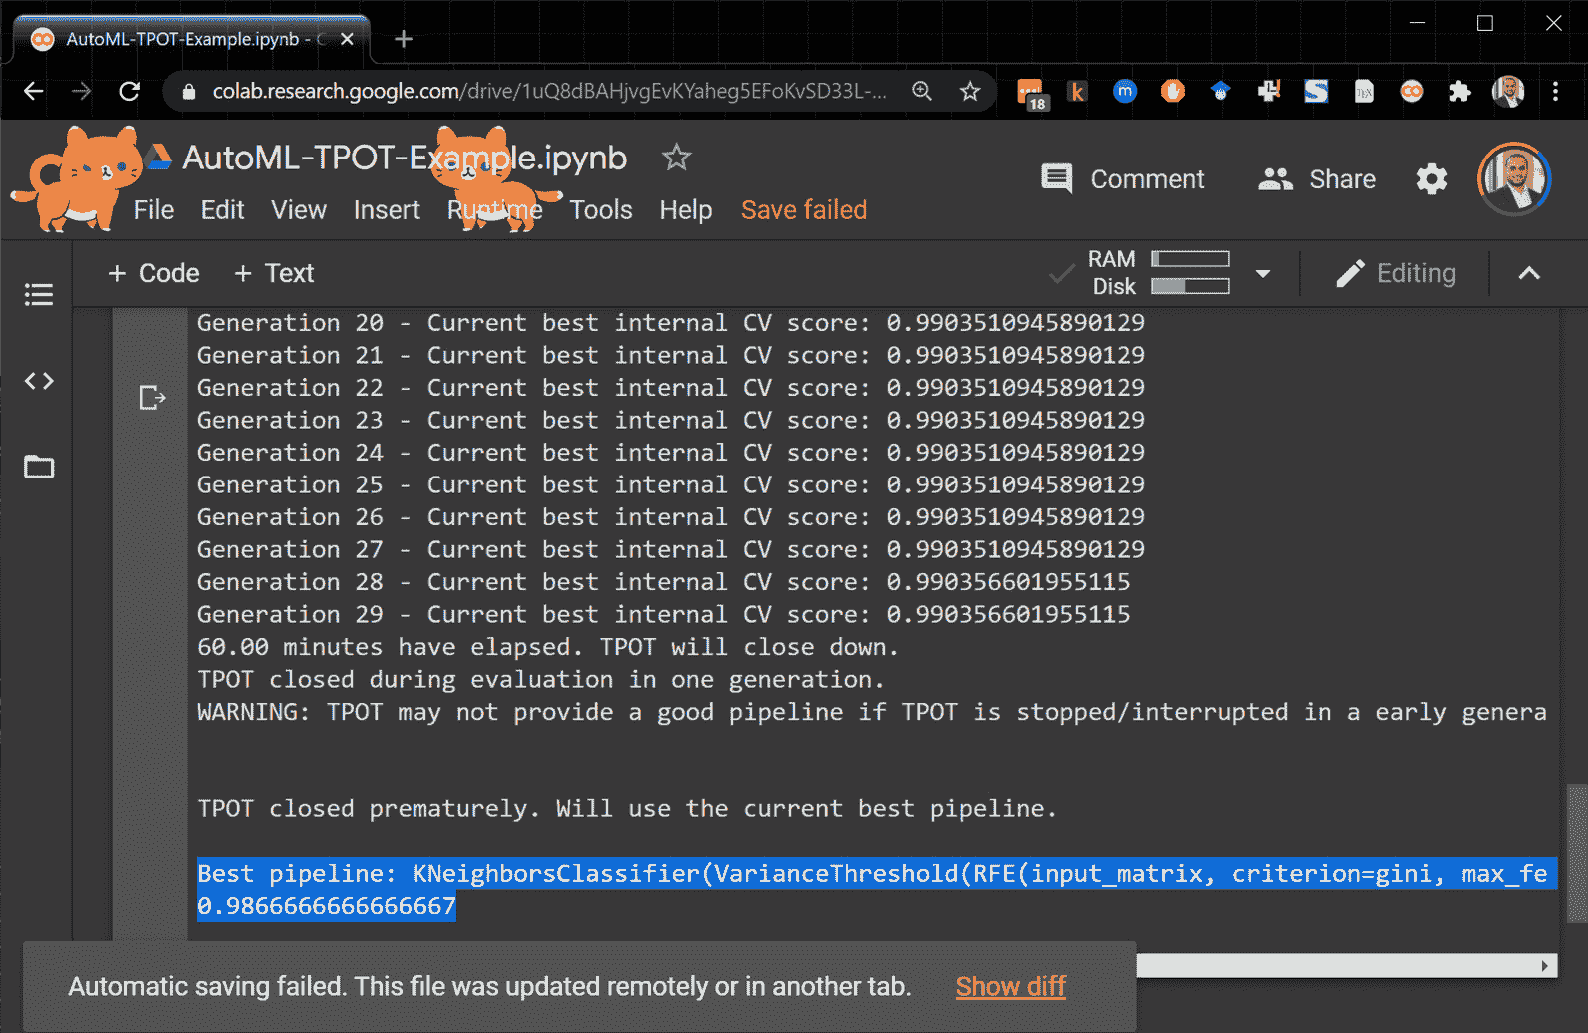 AutoML-TPOT-Example.ipynb - C
colab.research.google.com/drive/1uQ8dBAHjvgEvKYaheg5EFoKvSD33L-...
18
k
m
TEX
AutoML-TPOT-Example.ipynb
Comment
Share
File Edit View Insert Runtime Tools Help Save failed
+ Code + Text
RAM
Disk
Editing
Generation 20 - Current best internal CV score: 0.9903510945890129
Generation 21 - Current best internal CV score: 0.9903510945890129
Generation 22 - Current best internal CV score: 0.9903510945890129
Generation 23 - Current best internal CV score: 0.9903510945890129
Generation 24 - Current best internal CV score: 0.9903510945890129
Generation 25 - Current best internal CV score: 0.9903510945890129
Generation 26 - Current best internal CV score: 0.9903510945890129
Generation 27 - Current best internal CV score: 0.9903510945890129
Generation 28 - Current best internal CV score: 0.990356601955115
Generation 29 - Current best internal CV score: 0.990356601955115
60.00 minutes have elapsed. TPOT will close down.
TPOT closed during evaluation in one generation.
WARNING: TPOT may not provide a good pipeline if TPOT is stopped/interrupted in a early genera
TPOT closed prematurely. Will use the current best pipeline.
Best pipeline: KNeighborsClassifier(VarianceThreshold(RFE(input_matrix, criterion=gini, max_fe
0.9866666666666667
Automatic saving failed. This file was updated remotely or in another tab. Show diff